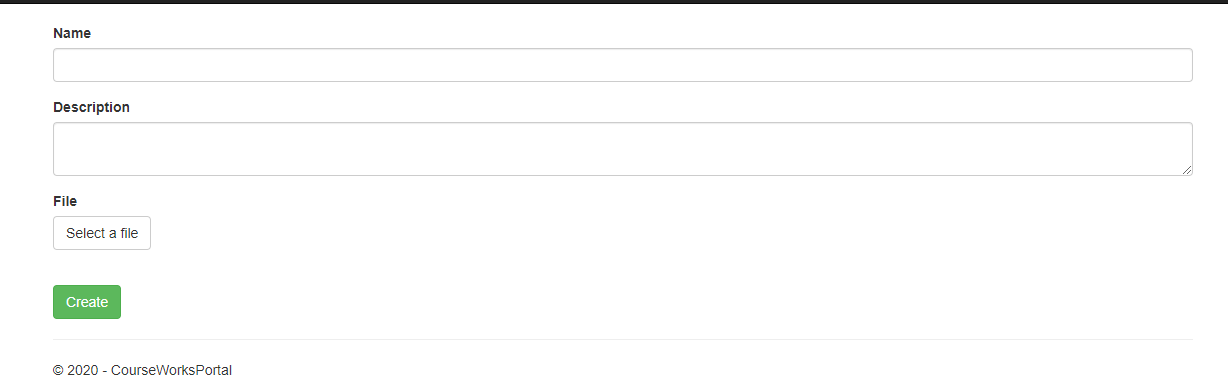 Name
Description
File
Select a file
Create
© 2020 - CourseWorksPortal